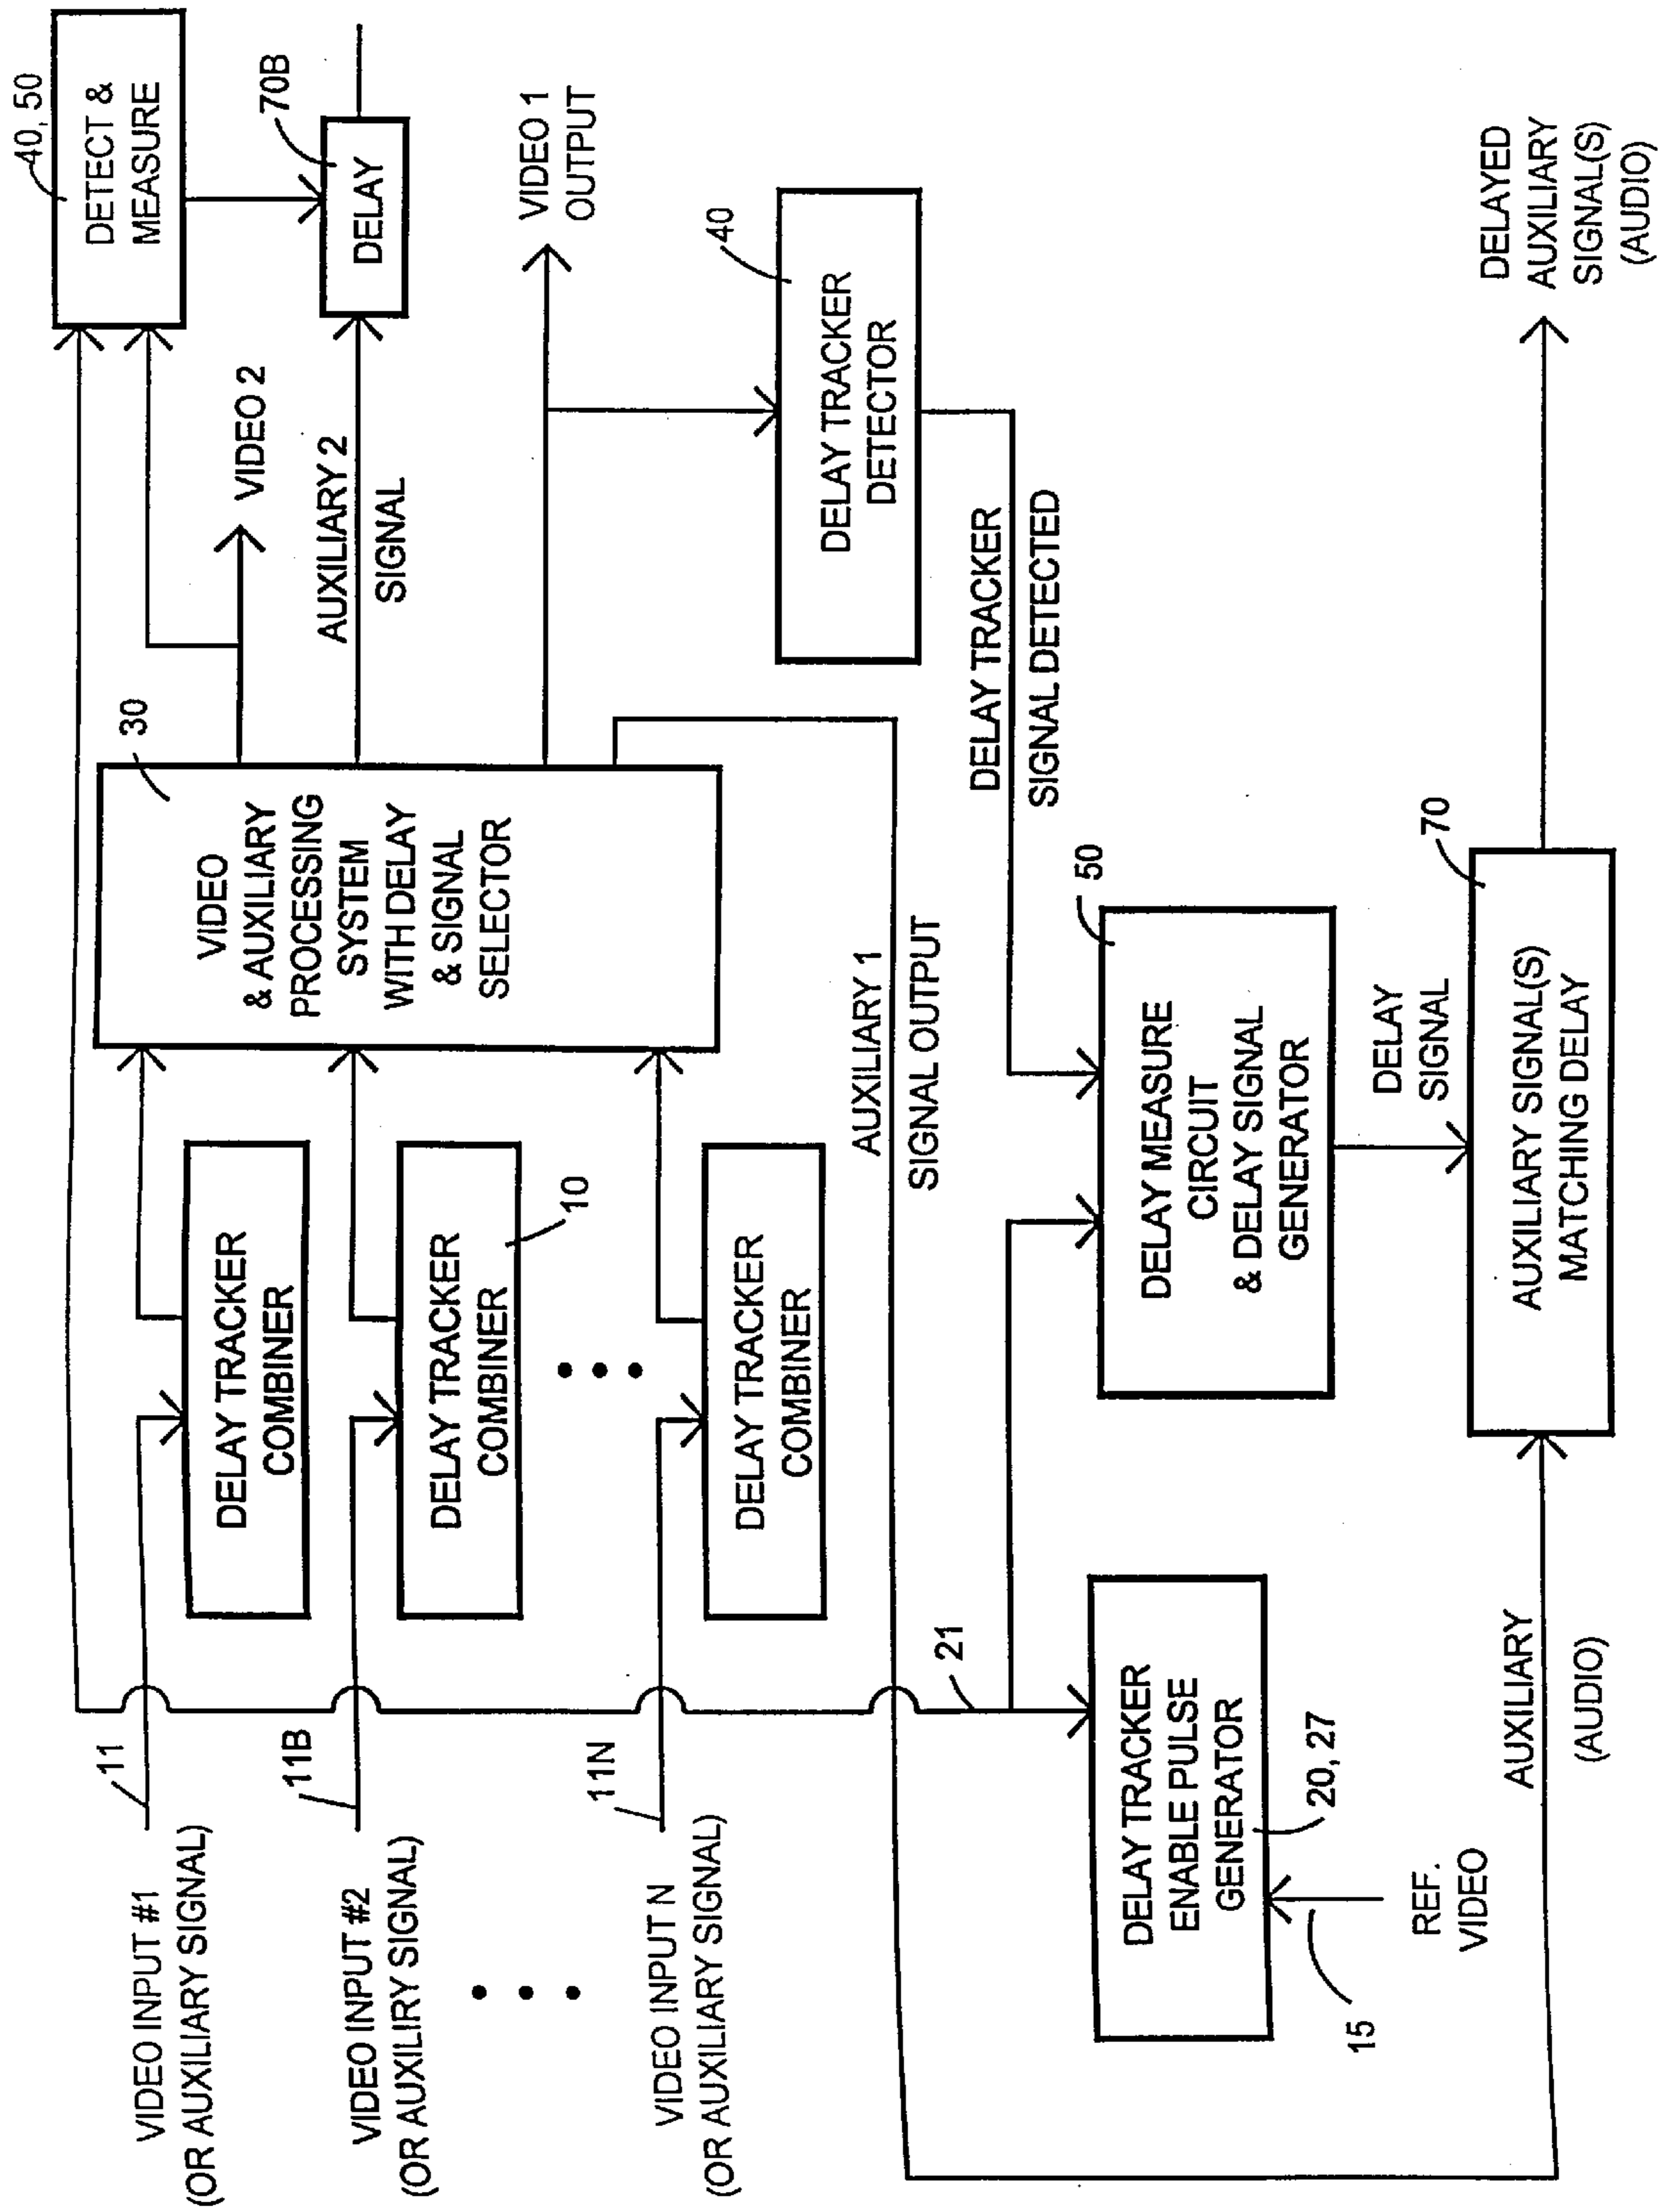 40, 50
DETECT &
MEASURE
70B
DELAY
VIDEO 2
AUXILIARY 2
SIGNAL
VIDEO 1
OUTPUT
30
VIDEO
& AUXILIARY
PROCESSING
SYSTEM
WITH DELAY
& SIGNAL
SELECTOR
40
DELAY TRACKER
DETECTOR
DELAY TRACKER
SIGNAL DETECTED
VIDEO INPUT #1
(OR AUXILIARY SIGNAL)
11
DELAY TRACKER
COMBINER
VIDEO INPUT #2
(OR AUXILIRY SIGNAL)
11B
DELAY TRACKER
COMBINER
10
VIDEO INPUT N
(OR AUXILIARY SIGNAL)
11N
DELAY TRACKER
COMBINER
AUXILIARY 1
SIGNAL OUTPUT
21
DELAY TRACKER
ENABLE PULSE
GENERATOR
20, 27
15
REF.
VIDEO
50
DELAY MEASURE
CIRCUIT
& DELAY SIGNAL
GENERATOR
DELAY
SIGNAL
70
AUXILIARY SIGNAL(S)
MATCHING DELAY
AUXILIARY
(AUDIO)
DELAYED
AUXILIARY
SIGNAL(S)
(AUDIO)